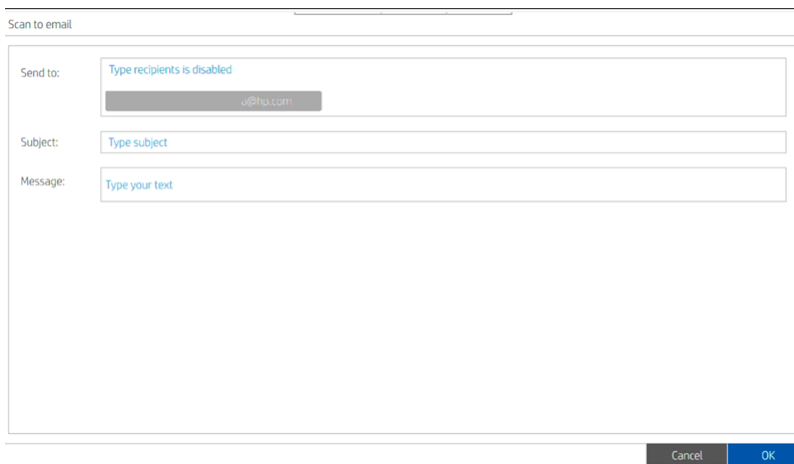 Scan to email
Send to:
Type recipients is disabled
@hp.com
Subject:
Type subject
Message:
Type your text
Cancel
OK